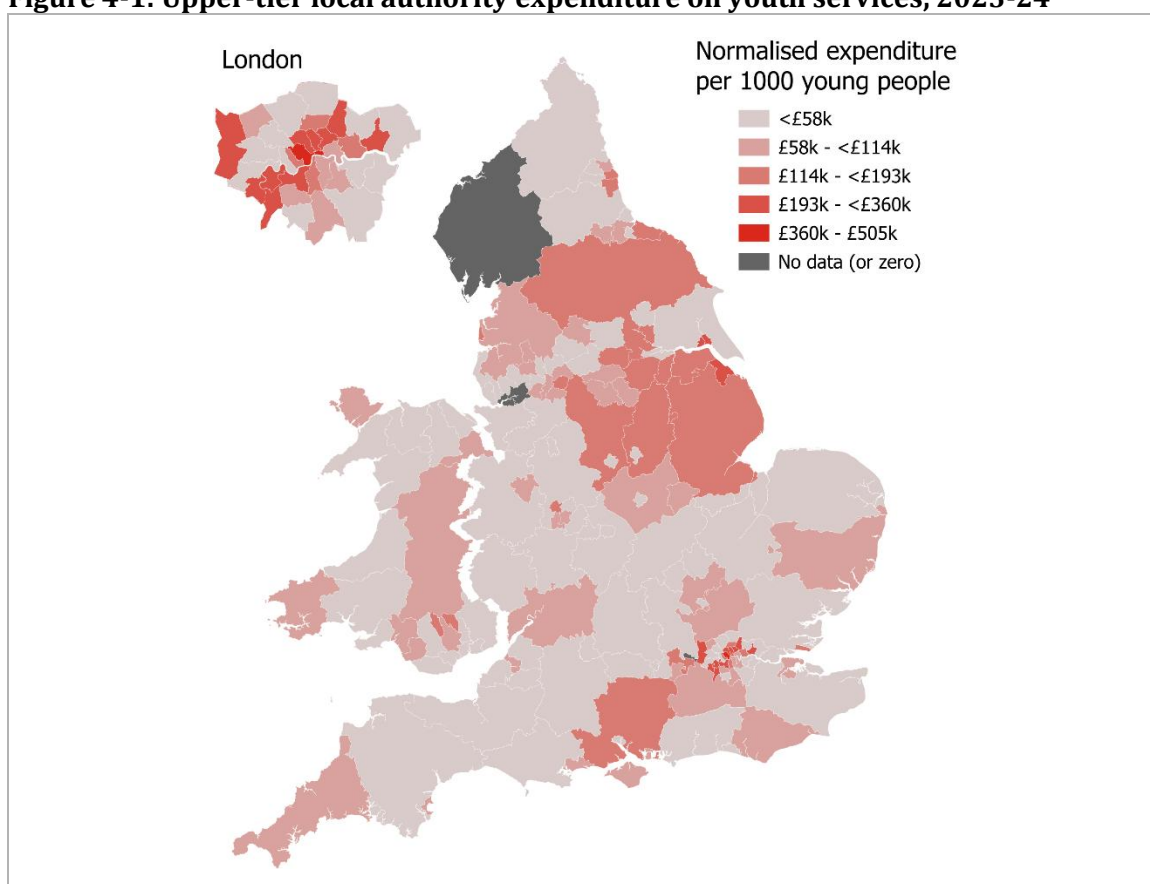 Figure 4-1: Upper-tier local authority expenditure on youth services, 2023-24
London
Normalised expenditure
per 1000 young people
<£58k
£58k - <£114k
£114k - <£193k
£193k - <£360k
£360k - £505k
No data (or zero)